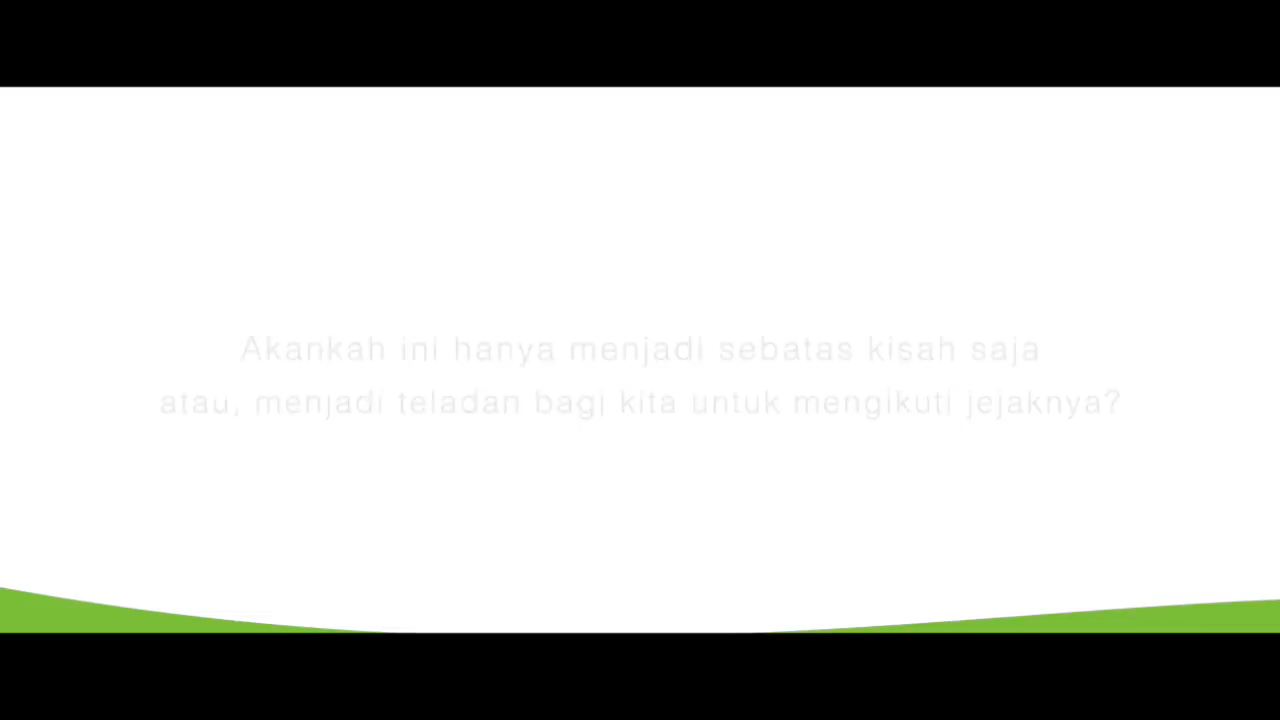 Akankah ini hanya menjadi sebatas kisah saja
atau, menjadi teladan bagi kita untuk mengikuti jejaknya?